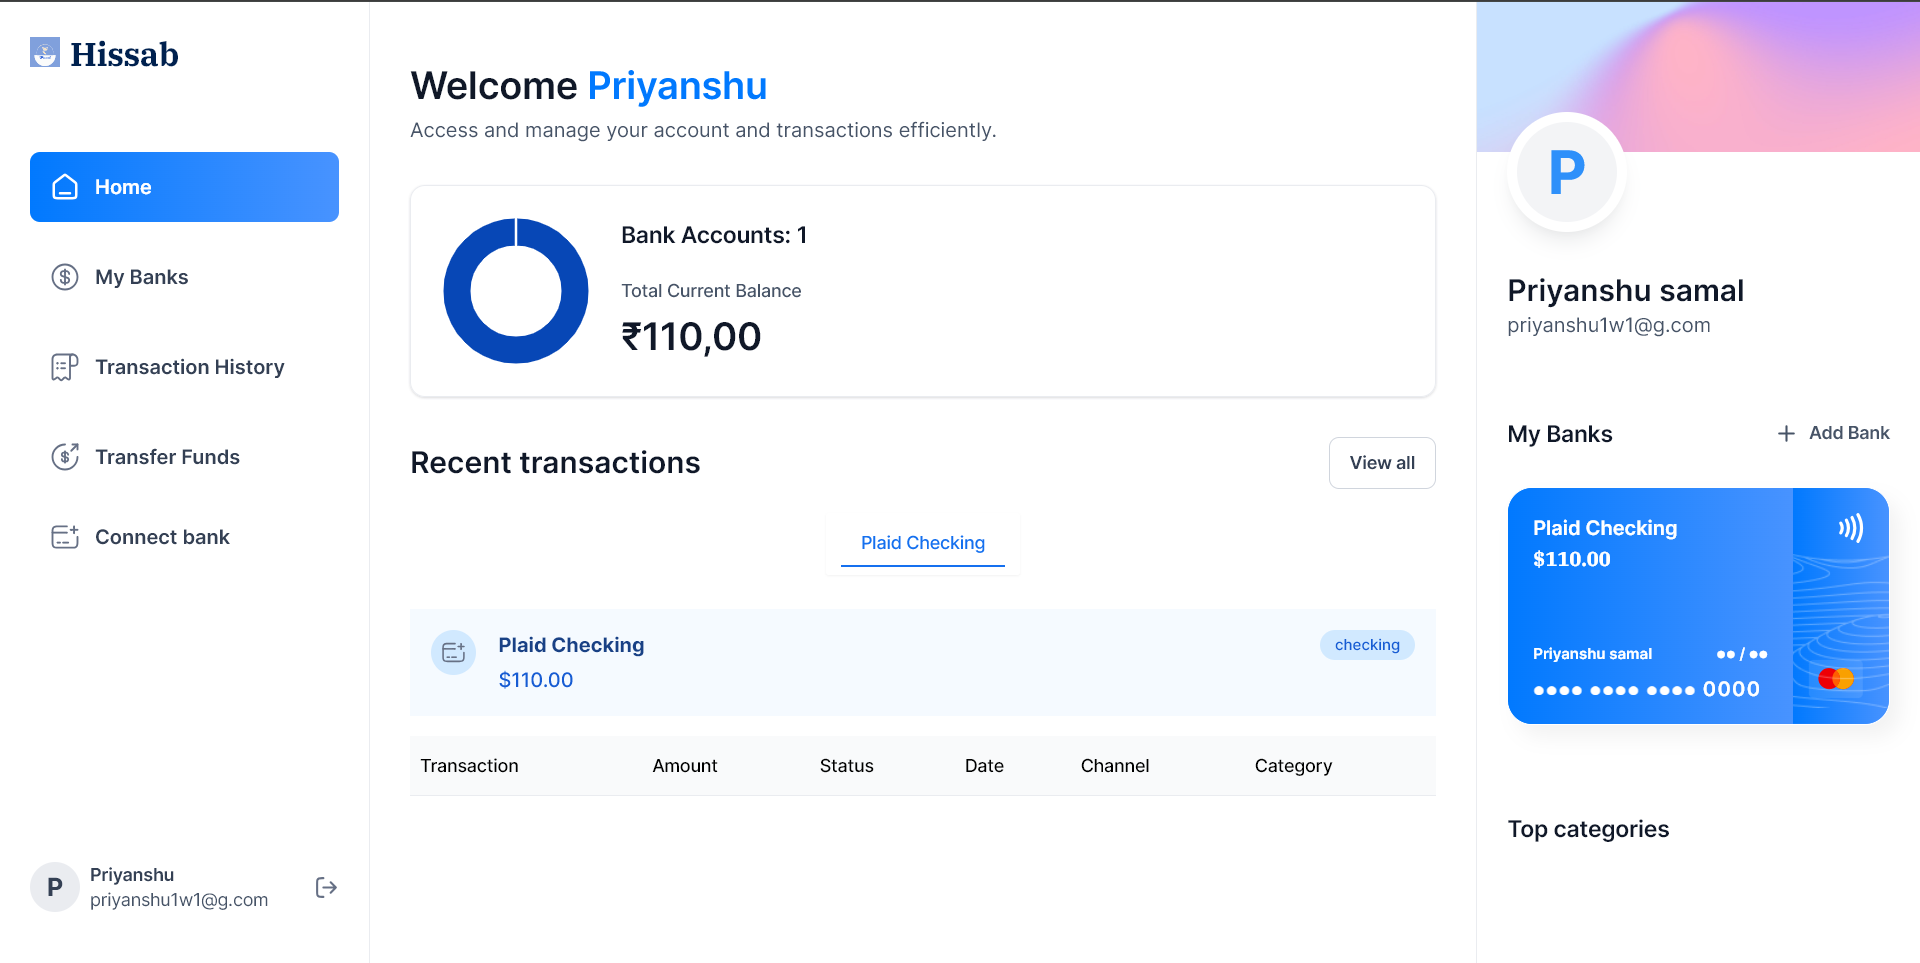 Hissab
Home
My Banks
Transaction History
Transfer Funds
Connect bank
P
Priyanshu
priyanshu1w1@g.com
Welcome Priyanshu
Access and manage your account and transactions efficiently.
Bank Accounts: 1
Total Current Balance
₹110,00
Recent transactions
View all
Plaid Checking
Plaid Checking
checking
$110.00
Transaction Amount Status Date Channel Category
P
Priyanshu samal
priyanshu1w1@g.com
My Banks
+ Add Bank
Plaid Checking
$110.00
Priyanshu samal ●● / ●●
●●●● ●●●● ●●●● 0000
Top categories